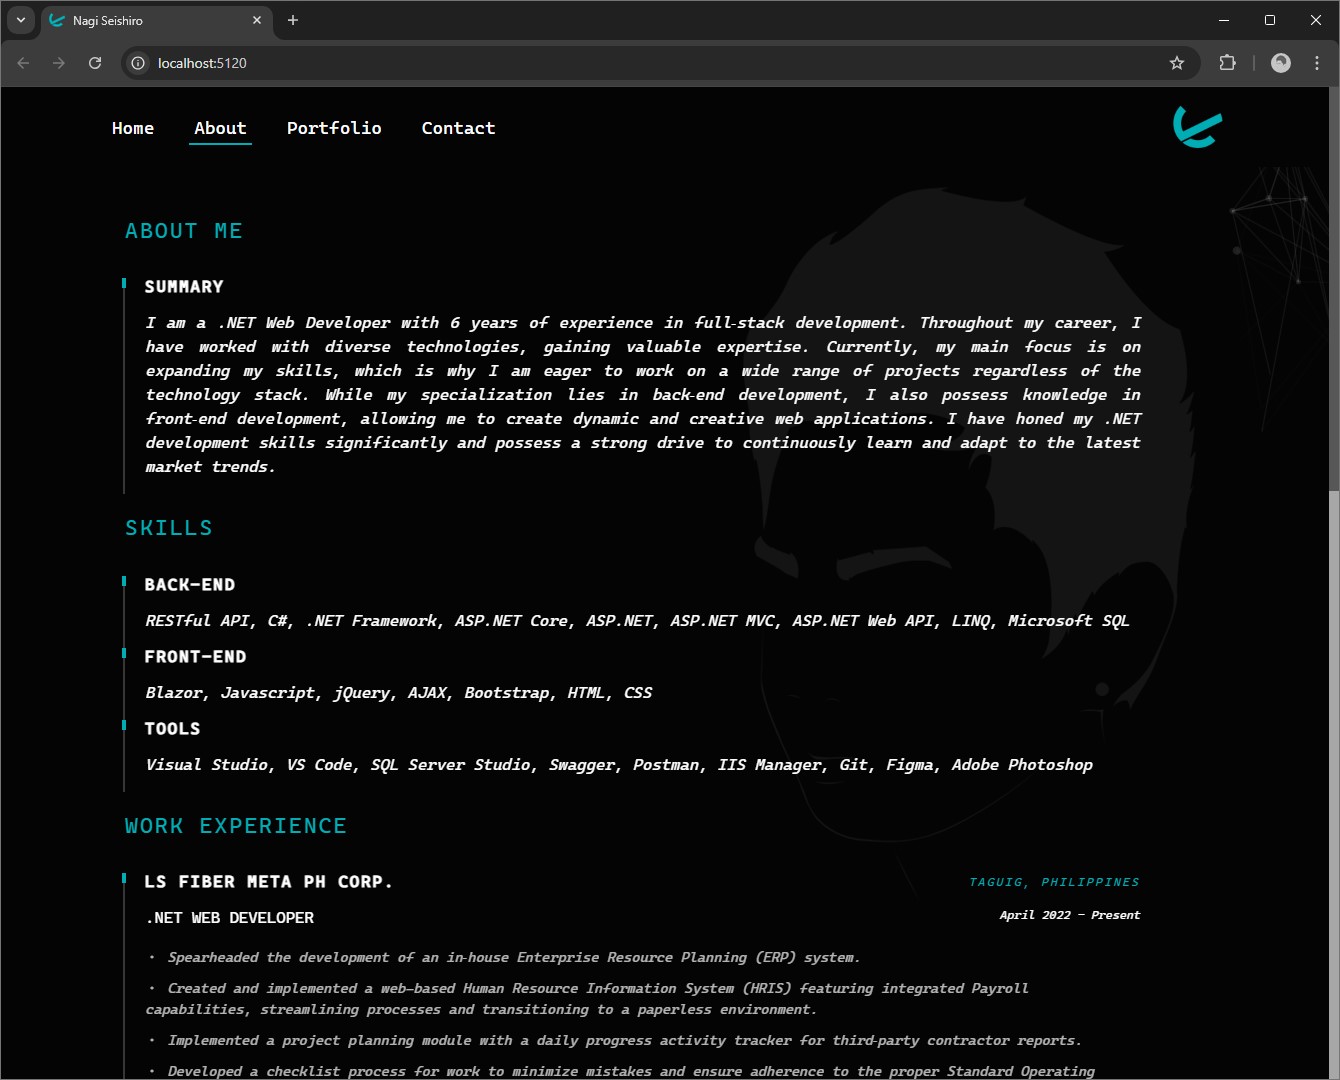 Nagi Seishiro
localhost:5120
Home About Portfolio Contact
ABOUT ME
SUMMARY
I am a .NET Web Developer with 6 years of experience in full-stack development. Throughout my career, I
have worked with diverse technologies, gaining valuable expertise. Currently, my main focus is on
expanding my skills, which is why I am eager to work on a wide range of projects regardless of the
technology stack. While my specialization lies in back-end development, I also possess knowledge in
front-end development, allowing me to create dynamic and creative web applications. I have honed my .NET
development skills significantly and possess a strong drive to continuously learn and adapt to the latest
market trends.
SKILLS
BACK-END
RESTful API, C#, .NET Framework, ASP.NET Core, ASP.NET, ASP.NET MVC, ASP.NET Web API, LINQ, Microsoft SQL
FRONT-END
Blazor, Javascript, jQuery, AJAX, Bootstrap, HTML, CSS
TOOLS
Visual Studio, VS Code, SQL Server Studio, Swagger, Postman, IIS Manager, Git, Figma, Adobe Photoshop
WORK EXPERIENCE
LS FIBER META PH CORP.
TAGUIG, PHILIPPINES
.NET WEB DEVELOPER
April 2022 - Present
• Spearheaded the development of an in-house Enterprise Resource Planning (ERP) system.
• Created and implemented a web-based Human Resource Information System (HRIS) featuring integrated Payroll
capabilities, streamlining processes and transitioning to a paperless environment.
• Implemented a project planning module with a daily progress activity tracker for third-party contractor reports.
• Developed a checklist process for work to minimize mistakes and ensure adherence to the proper Standard Operating